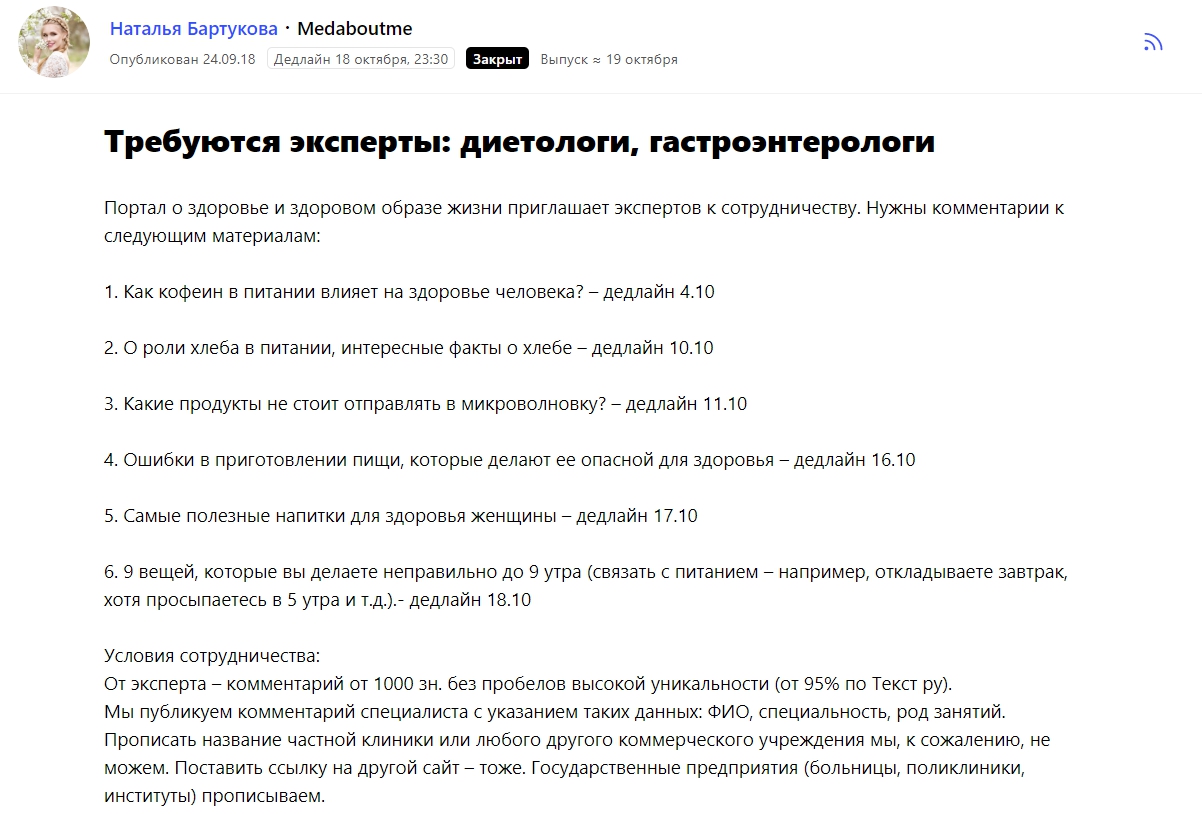 Наталья Бартукова · Medaboutme
Опубликован 24.09.18 Дедлайн 18 октября, 23:30 Закрыт Выпуск ≈ 19 октября
Требуются эксперты: диетологи, гастроэнтерологи
Портал о здоровье и здоровом образе жизни приглашает экспертов к сотрудничеству. Нужны комментарии к
следующим материалам:
1. Как кофеин в питании влияет на здоровье человека? – дедлайн 4.10
2. О роли хлеба в питании, интересные факты о хлебе – дедлайн 10.10
3. Какие продукты не стоит отправлять в микроволновку? – дедлайн 11.10
4. Ошибки в приготовлении пищи, которые делают ее опасной для здоровья – дедлайн 16.10
5. Самые полезные напитки для здоровья женщины – дедлайн 17.10
6. 9 вещей, которые вы делаете неправильно до 9 утра (связать с питанием – например, откладываете завтрак,
хотя просыпаетесь в 5 утра и т.д.).- дедлайн 18.10
Условия сотрудничества:
От эксперта – комментарий от 1000 зн. без пробелов высокой уникальности (от 95% по Текст ру).
Мы публикуем комментарий специалиста с указанием таких данных: ФИО, специальность, род занятий.
Прописать название частной клиники или любого другого коммерческого учреждения мы, к сожалению, не
можем. Поставить ссылку на другой сайт – тоже. Государственные предприятия (больницы, поликлиники,
институты) прописываем.